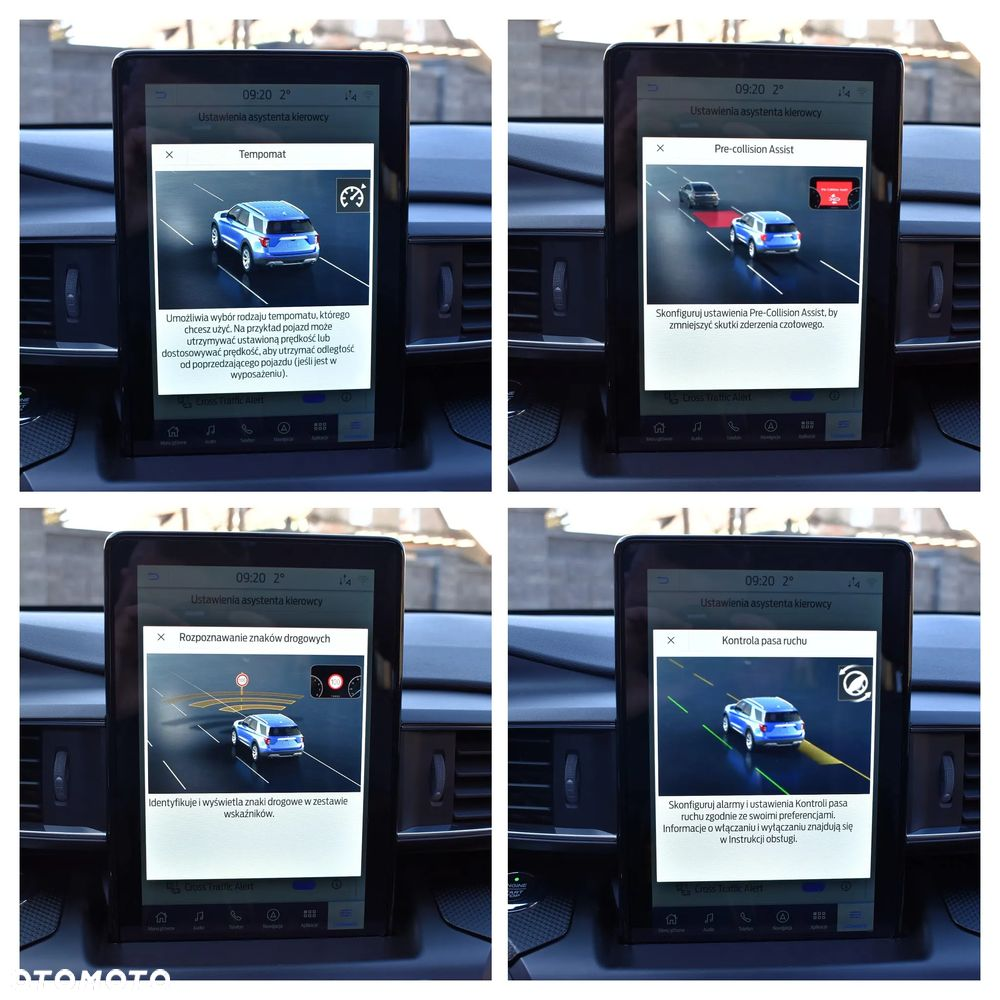 09:20 2°
Ustawienia asystenta kierowcy
Tempomat
Umożliwia wybór rodzaju tempomatu, którego
chcesz użyć. Na przykład pojazd może
utrzymywać ustawioną prędkość lub
dostosowywać prędkość, aby utrzymać odległość
od poprzedzającego pojazdu (jeśli jest w
wyposażeniu).
Cross Traffic Alert
Menu główne Audio Telefon Nawigacja Aplikacje
09:20 2°
Ustawienia asystenta kierowcy
Pre-collision Assist
Pre-Collision Assist
Skonfiguruj ustawienia Pre-Collision Assist, by
zmniejszyć skutki zderzenia czołowego.
Cross Traffic Alert
Menu główne Audio Telefon Nawigacja Aplikacje
09:20 2°
Ustawienia asystenta kierowcy
Rozpoznawanie znaków drogowych
Identyfikuje i wyświetla znaki drogowe w zestawie
wskaźników.
Cross Traffic Alert
Menu główne Audio Telefon Nawigacja Aplikacje
09:20 2°
Ustawienia asystenta kierowcy
Kontrola pasa ruchu
Skonfiguruj alarmy i ustawienia Kontroli pasa
ruchu zgodnie ze swoimi preferencjami.
Informacje o włączaniu i wyłączaniu znajdują się
w Instrukcji obsługi.
Cross Traffic Alert
Menu główne Audio Telefon Nawigacja Aplikacje
ENGINE
START
STOP
OTOMOTO